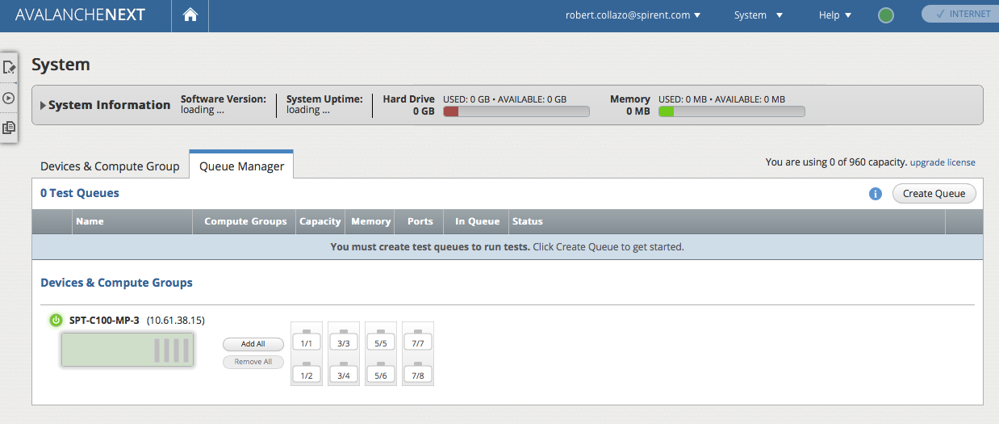 AVALANCHENEXT
robert.collazo@spirent.com
System
Help
INTERNET
System
System Information
Software Version:
loading ...
System Uptime:
loading ...
Hard Drive
0 GB
USED: 0 GB • AVAILABLE: 0 GB
Memory
0 MB
USED: 0 MB • AVAILABLE: 0 MB
Devices & Compute Group
Queue Manager
You are using 0 of 960 capacity. upgrade license
0 Test Queues
i
Create Queue
Name Compute Groups Capacity Memory Ports In Queue Status
You must create test queues to run tests. Click Create Queue to get started.
Devices & Compute Groups
SPT-C100-MP-3 (10.61.38.15)
Add All
Remove All
1/1 3/3 5/5 7/7
1/2 3/4 5/6 7/8